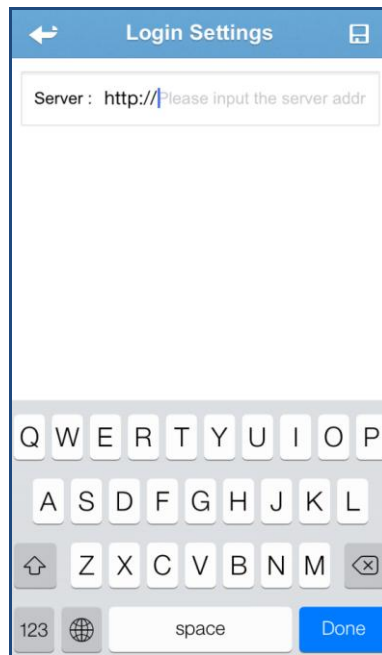 Login Settings
Server : http://Please input the server addr
Q W E R T Y U I O P
A S D F G H J K L
Z X C V B N M
123 space Done